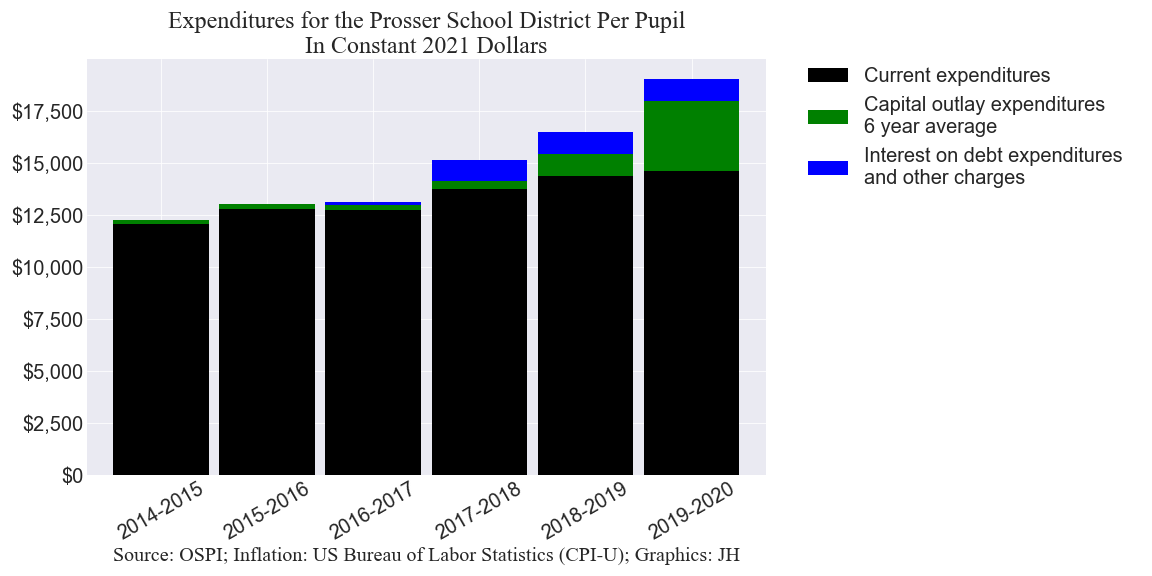 Expenditures for the Prosser School District Per Pupil
In Constant 2021 Dollars
Current expenditures
Capital outlay expenditures
6 year average
Interest on debt expenditures
and other charges
$17,500
$15,000
$12,500
$10,000
$7,500
$5,000
$2,500
$0
2014-2015
2015-2016
2016-2017
2017-2018
2018-2019
2019-2020
Source: OSPI; Inflation: US Bureau of Labor Statistics (CPI-U); Graphics: JH